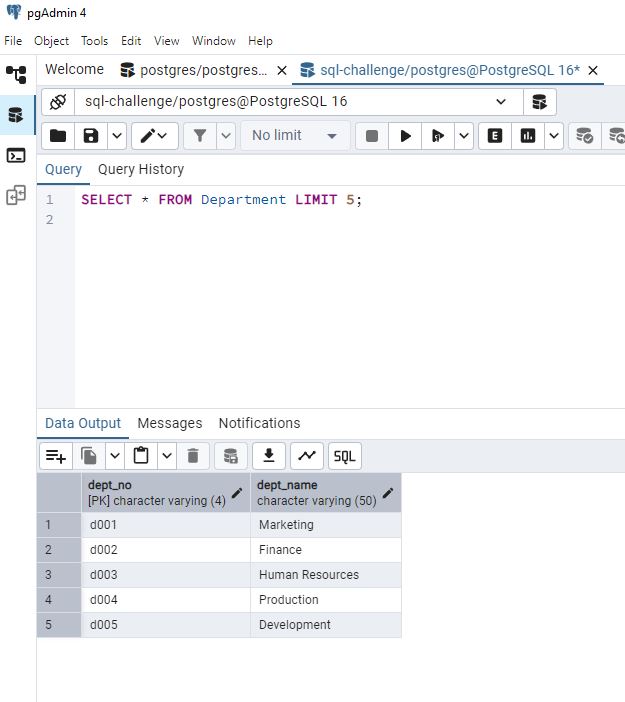 pgAdmin 4
File Object Tools Edit View Window Help
Welcome postgres/postgres... sql-challenge/postgres@PostgreSQL 16*
sql-challenge/postgres@PostgreSQL 16
No limit E
Query Query History
1 SELECT * FROM Department LIMIT 5;
2
Data Output Messages Notifications
SQL
dept_no dept_name
[PK] character varying (4) character varying (50)
1 d001 Marketing
2 d002 Finance
3 d003 Human Resources
4 d004 Production
5 d005 Development